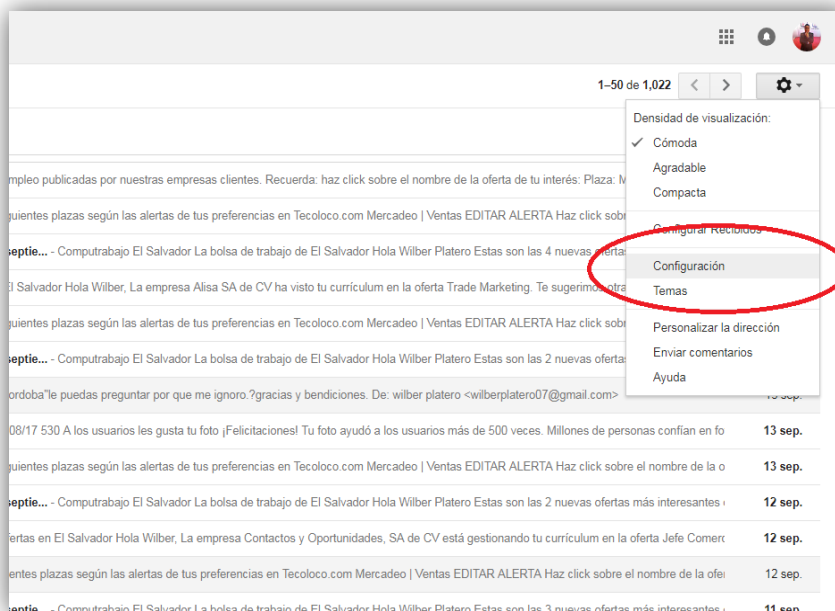 1–50 de 1,022
Densidad de visualización:
Cómoda
Agradable
Compacta
Configurar Recibidos
Configuración
Temas
Personalizar la dirección
Enviar comentarios
Ayuda
mpleo publicadas por nuestras empresas clientes. Recuerda: haz click sobre el nombre de la oferta de tu interés: Plaza: M
guientes plazas según las alertas de tus preferencias en Tecoloco.com Mercadeo | Ventas EDITAR ALERTA Haz click sobr
septie... - Computrabajo El Salvador La bolsa de trabajo de El Salvador Hola Wilber Platero Estas son las 4 nuevas ofertas
El Salvador Hola Wilber, La empresa Alisa SA de CV ha visto tu currículum en la oferta Trade Marketing. Te sugerimos otra
guientes plazas según las alertas de tus preferencias en Tecoloco.com Mercadeo | Ventas EDITAR ALERTA Haz click sobr
septie... - Computrabajo El Salvador La bolsa de trabajo de El Salvador Hola Wilber Platero Estas son las 2 nuevas ofertas
ordoba"le puedas preguntar por que me ignoro.?gracias y bendiciones. De: wilber platero <wilberplatero07@gmail.com>
08/17 530 A los usuarios les gusta tu foto ¡Felicitaciones! Tu foto ayudó a los usuarios más de 500 veces. Millones de personas confían en fo 13 sep.
guientes plazas según las alertas de tus preferencias en Tecoloco.com Mercadeo | Ventas EDITAR ALERTA Haz click sobre el nombre de la o 13 sep.
septie... - Computrabajo El Salvador La bolsa de trabajo de El Salvador Hola Wilber Platero Estas son las 2 nuevas ofertas más interesantes 12 sep.
fertas en El Salvador Hola Wilber, La empresa Contactos y Oportunidades, SA de CV está gestionando tu currículum en la oferta Jefe Comerc 12 sep.
entes plazas según las alertas de tus preferencias en Tecoloco.com Mercadeo | Ventas EDITAR ALERTA Haz click sobre el nombre de la ofer 12 sep.
septie... - Computrabajo El Salvador La bolsa de trabajo de El Salvador Hola Wilber Platero Estas son las 3 nuevas ofertas más interesantes 11 sep.